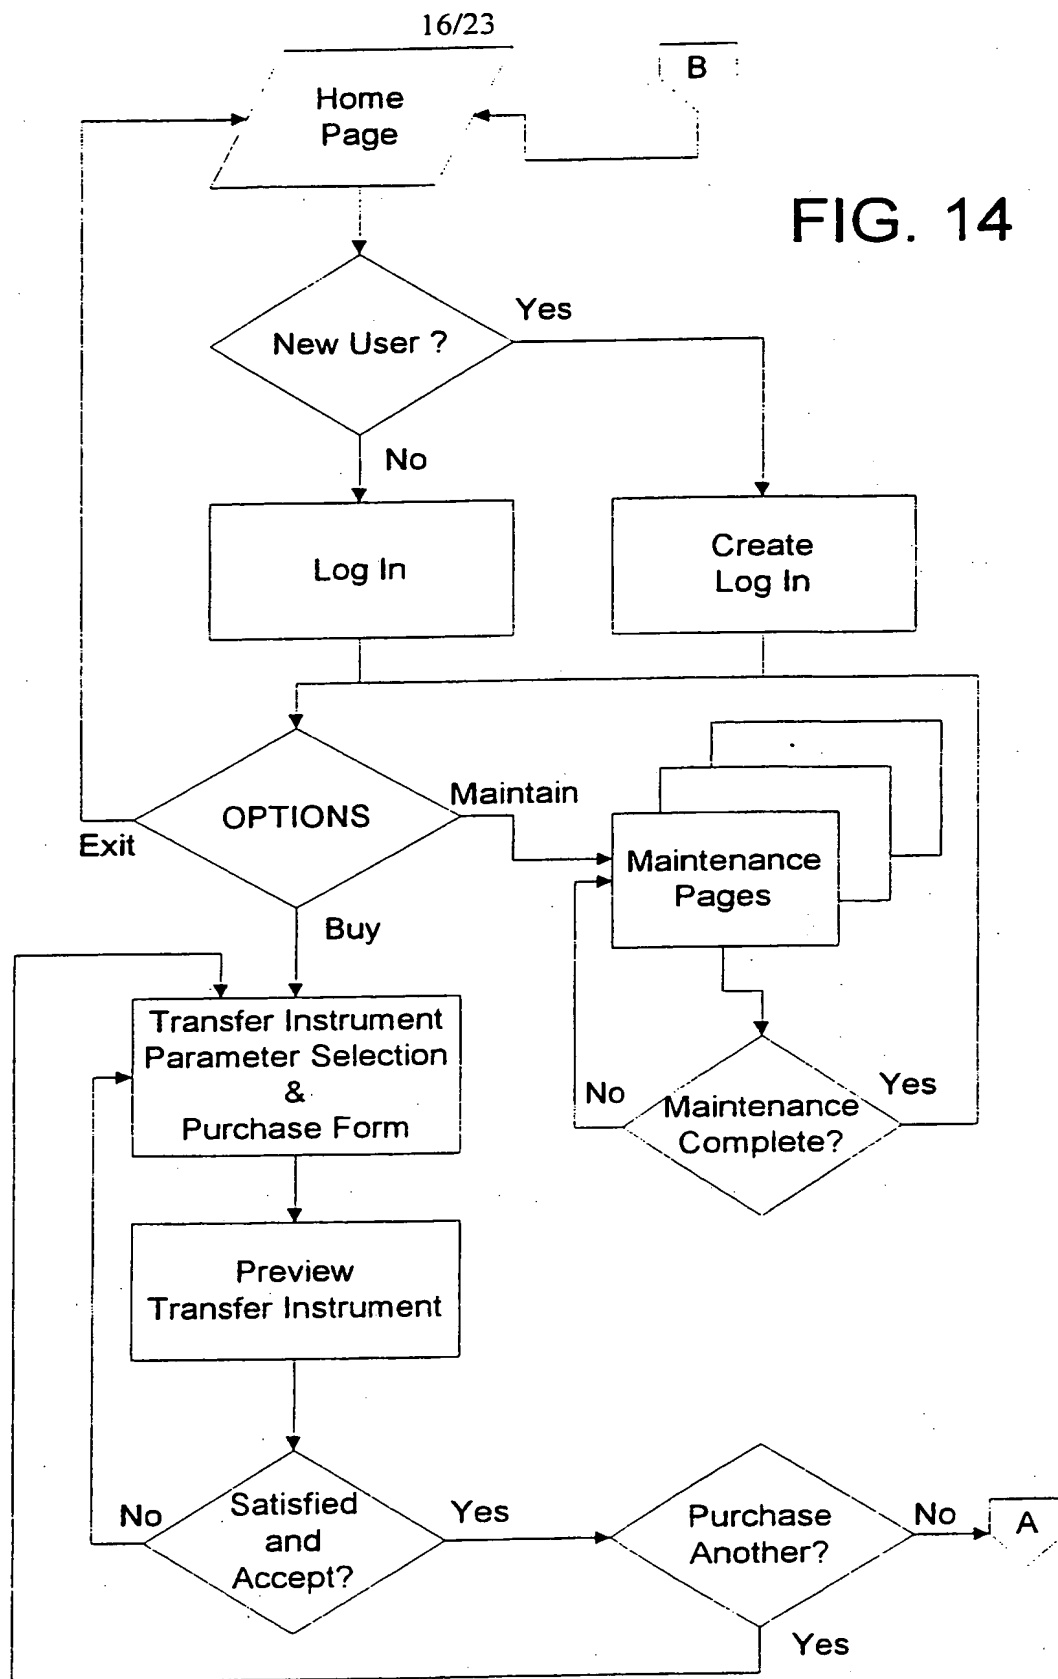 16/23
Home
Page
B
FIG. 14
New User ?
Yes
No
Log In
Create
Log In
OPTIONS
Maintain
Exit
Buy
Maintenance
Pages
Transfer Instrument
Parameter Selection
&
Purchase Form
No
Maintenance
Complete?
Yes
Preview
Transfer Instrument
No
Satisfied
and
Accept?
Yes
Purchase
Another?
No
A
Yes